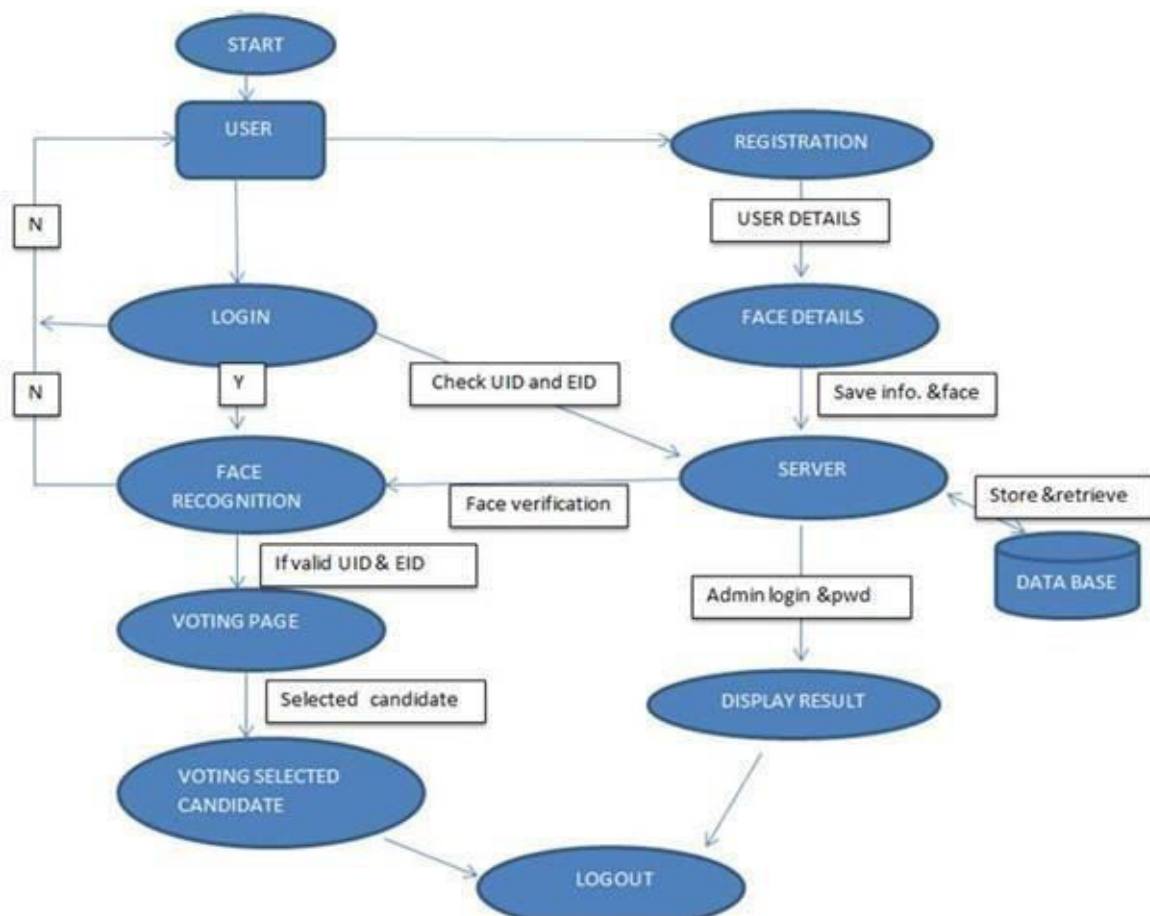 START
USER
REGISTRATION
N
USER DETAILS
LOGIN
FACE DETAILS
N
Y
Check UID and EID
Save info. &face
FACE
RECOGNITION
SERVER
Face verification
Store &retrieve
If valid UID & EID
DATA BASE
Admin login &pwd
VOTING PAGE
Selected candidate
DISPLAY RESULT
VOTING SELECTED
CANDIDATE
LOGOUT